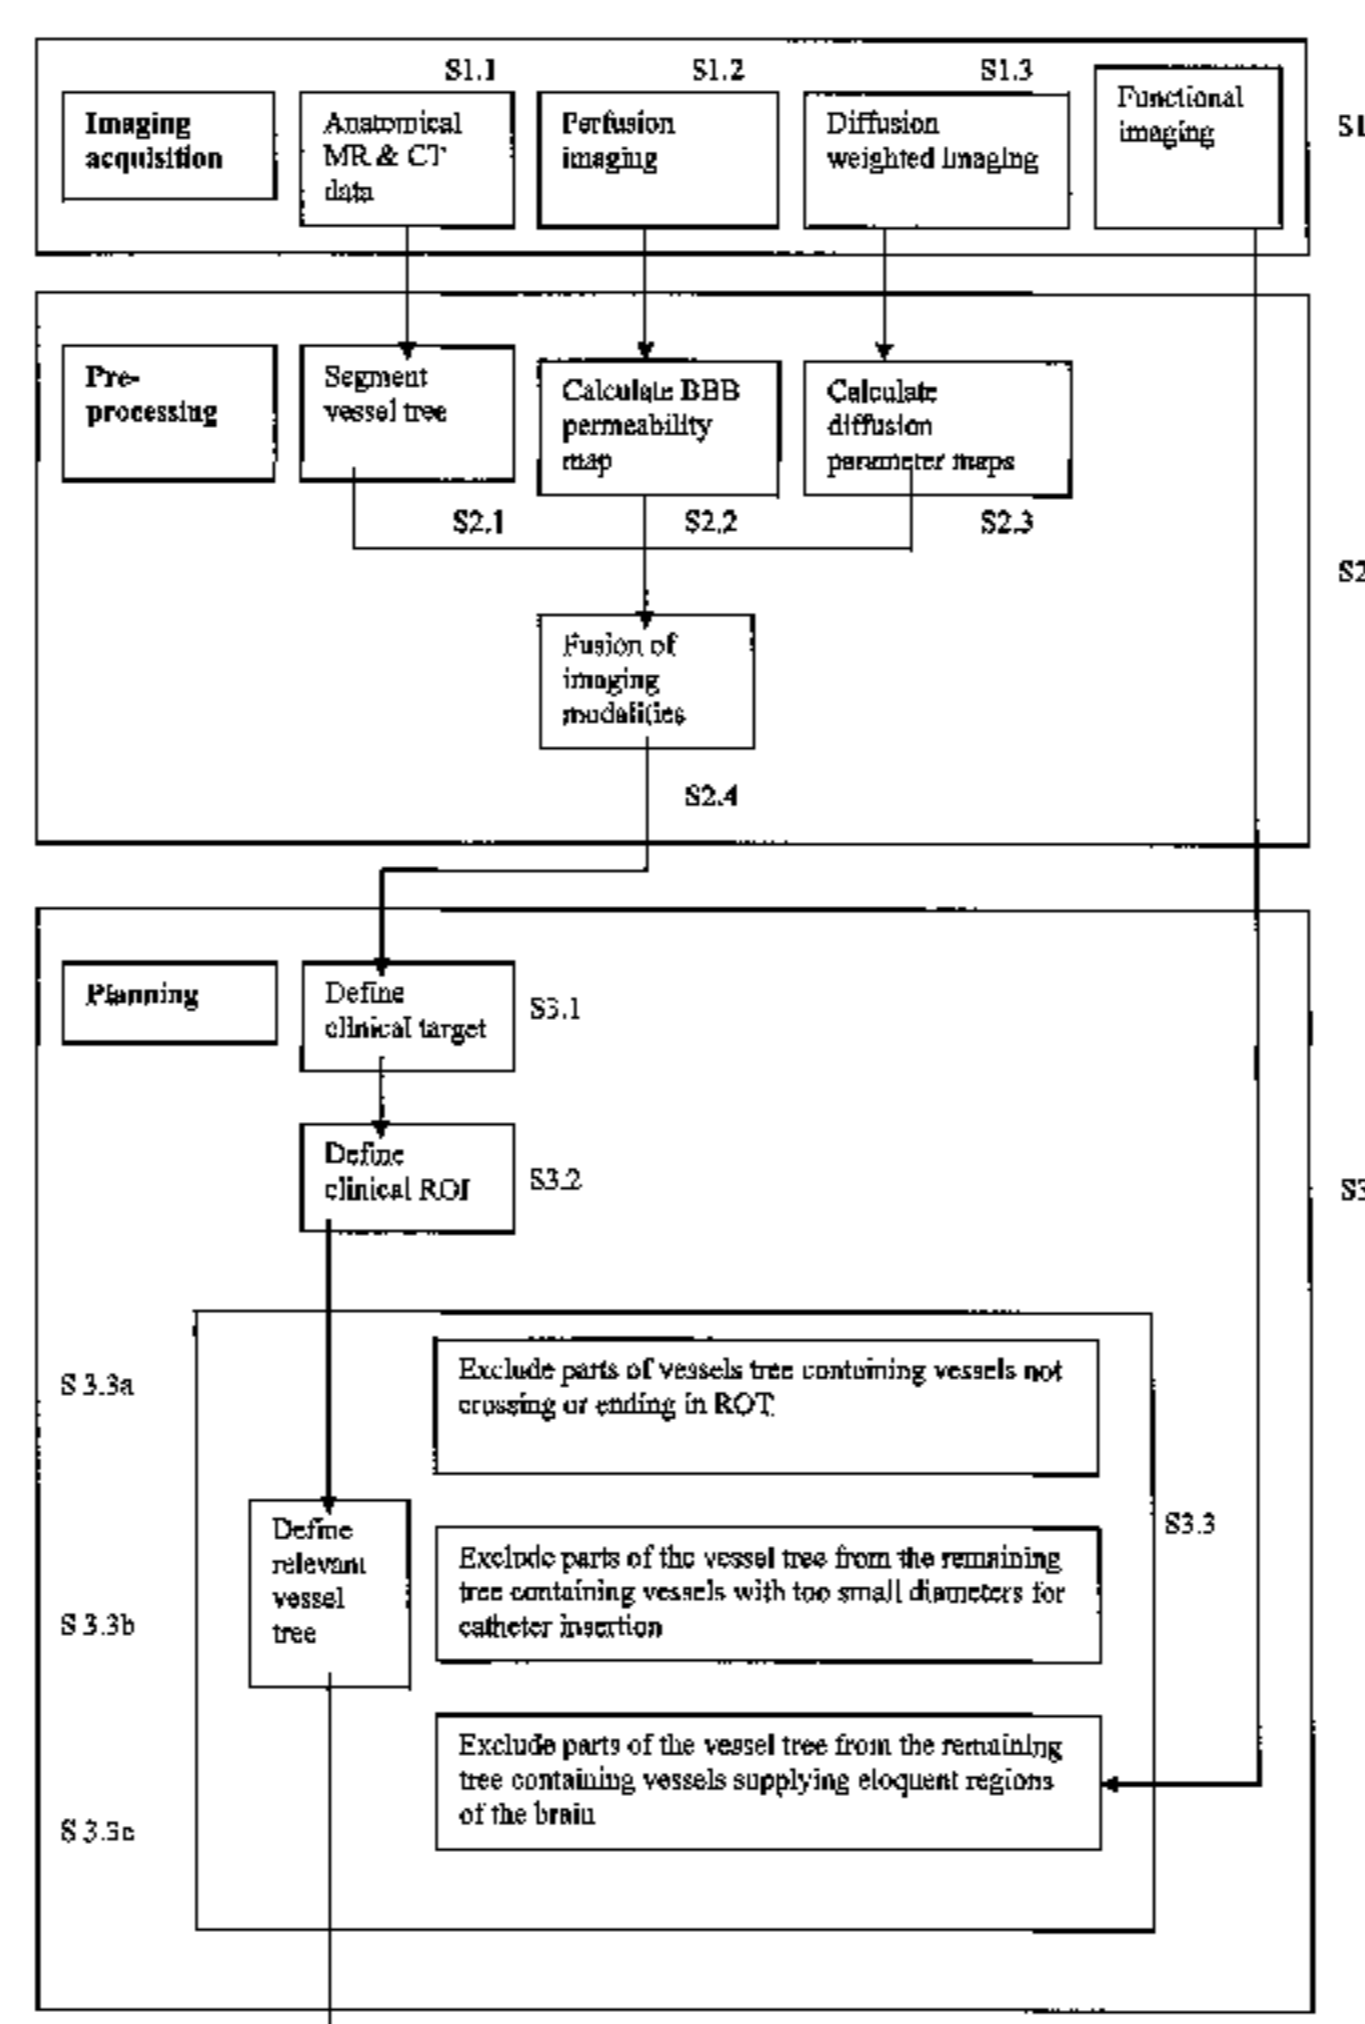 S1.1
S1.2
S1.3
Imaging
acquisition
Anatomical
MR & CT
data
Perfusion
imaging
Diffusion
weighted imaging
Functional
imaging
S1
Pre-
processing
Segment
vessel tree
Calculate BBB
permeability
map
Calculate
diffusion
parameter maps
S2.1
S2.2
S2.3
S2
Fusion of
imaging
modalities
S2.4
Planning
Define
clinical target
S3.1
Define
clinical ROI
S3.2
S3
S 3.3a
Exclude parts of vessels tree containing vessels not
crossing or ending in ROI
S3.3
Define
relevant
vessel
tree
S 3.3b
Exclude parts of the vessel tree from the remaining
tree containing vessels with too small diameters for
catheter insertion
Exclude parts of the vessel tree from the remaining
tree containing vessels supplying eloquent regions
of the brain
S 3.3c